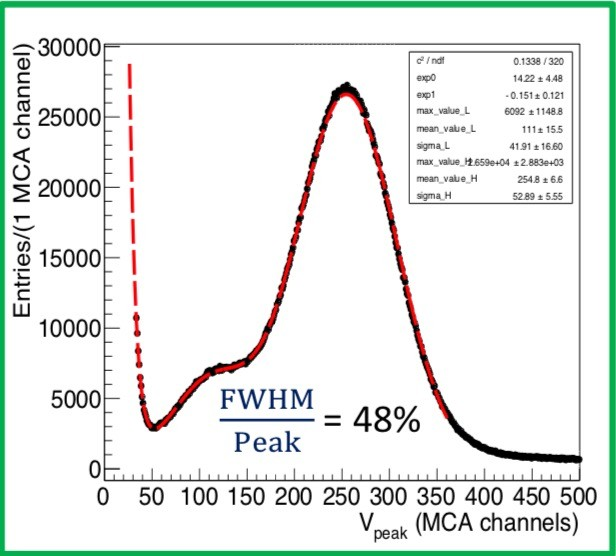 30000
25000
20000
15000
10000
5000
0
Entries/(1 MCA channel)
c² / ndf 0.1338 / 320
exp0 14.22 ± 4.48
exp1 - 0.151 ± 0.121
max_value_L 6092 ± 1148.8
mean_value_L 111 ± 15.5
sigma_L 41.91 ± 16.60
max_value_H 2.659e+04 ± 2.883e+03
mean_value_H 254.8 ± 6.6
sigma_H 52.89 ± 5.55
FWHM
Peak
= 48%
0 50 100 150 200 250 300 350 400 450 500
Vpeak (MCA channels)